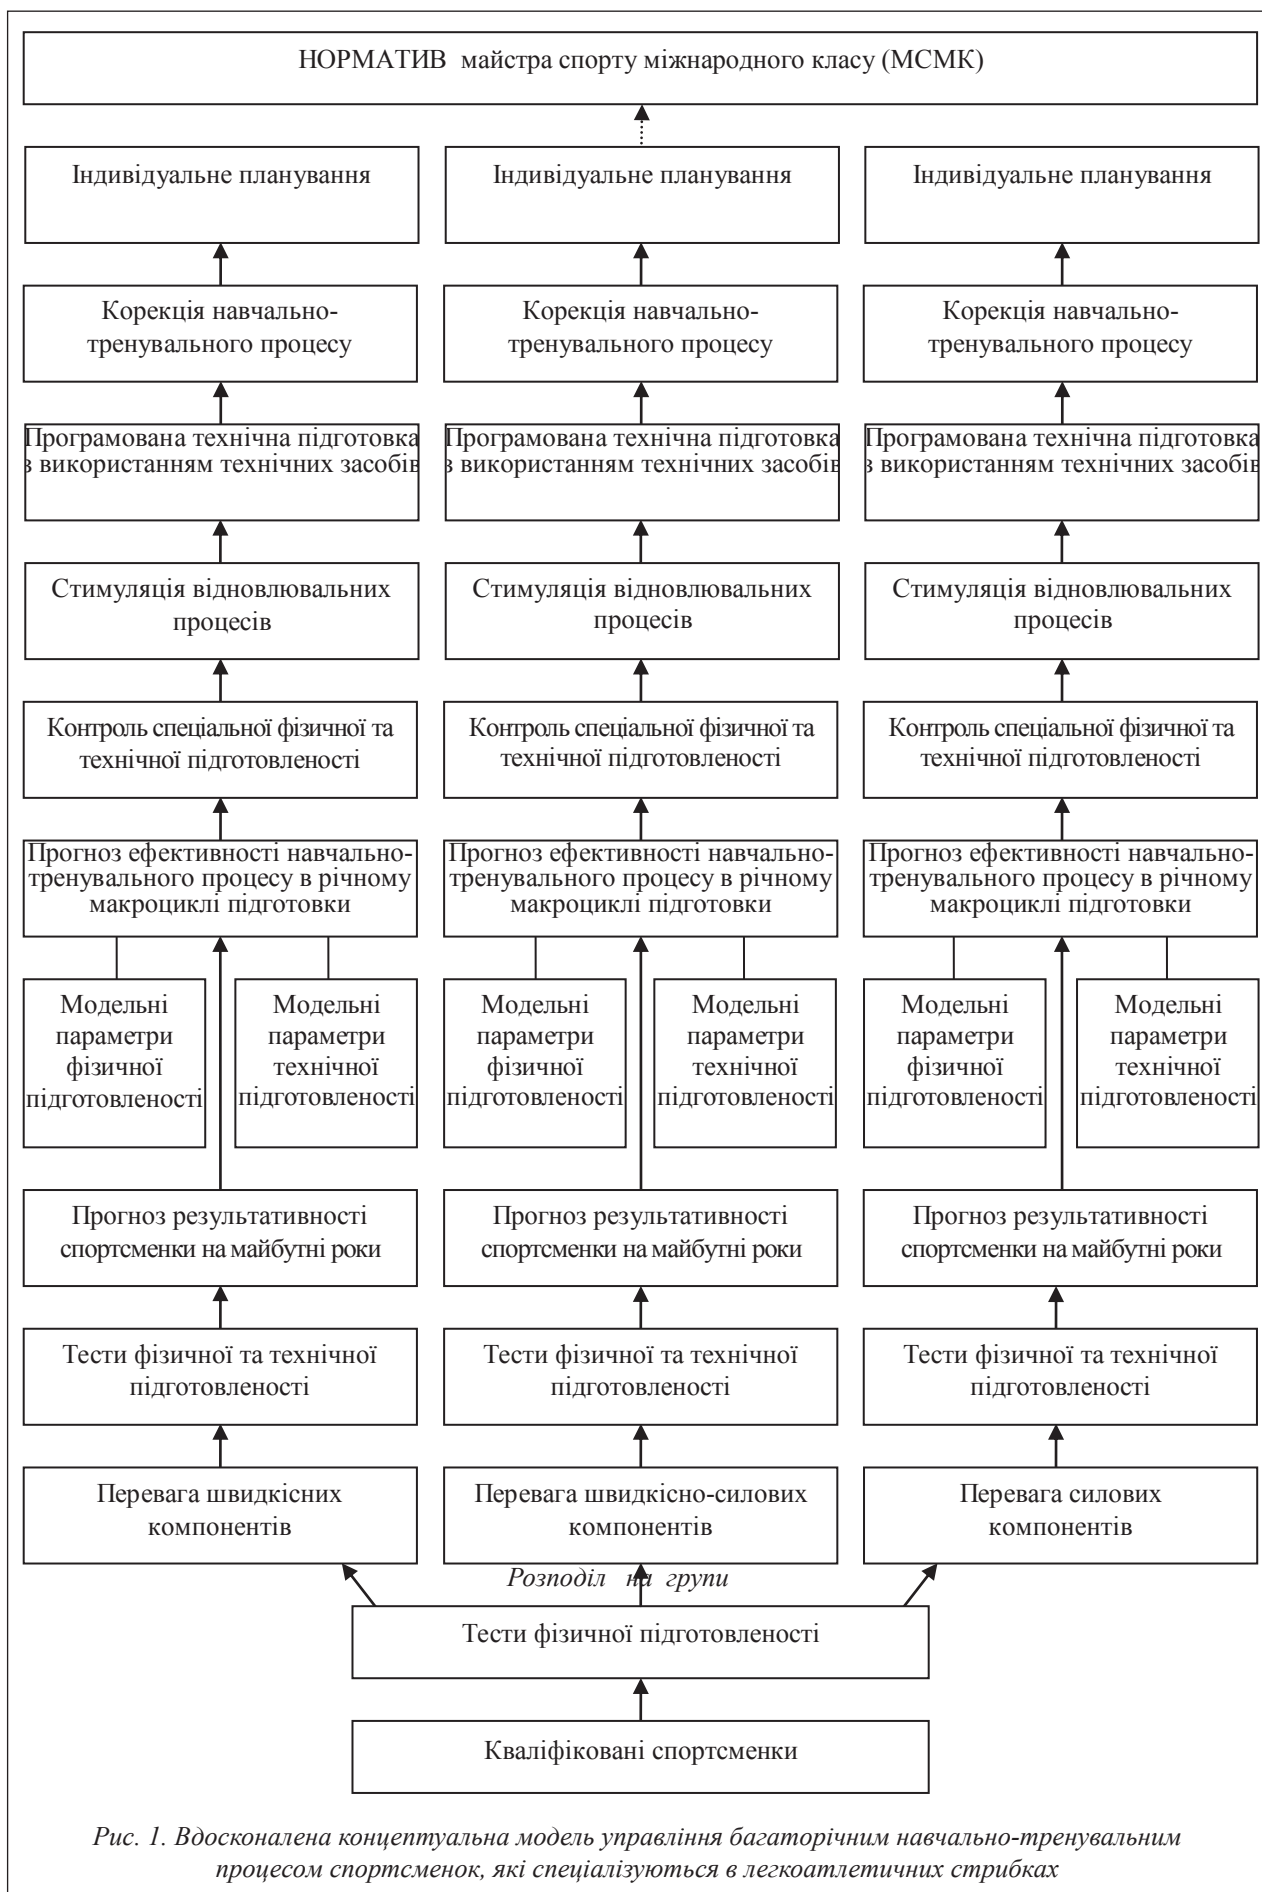 НОРМАТИВ майстра спорту міжнародного класу (МСМК)
Індивідуальне планування
Індивідуальне планування
Індивідуальне планування
Корекція навчально-
тренувального процесу
Корекція навчально-
тренувального процесу
Корекція навчально-
тренувального процесу
Програмована технічна підготовка
з використанням технічних засобів
Програмована технічна підготовка
з використанням технічних засобів
Програмована технічна підготовка
з використанням технічних засобів
Стимуляція відновлювальних
процесів
Стимуляція відновлювальних
процесів
Стимуляція відновлювальних
процесів
Контроль спеціальної фізичної та
технічної підготовленості
Контроль спеціальної фізичної та
технічної підготовленості
Контроль спеціальної фізичної та
технічної підготовленості
Прогноз ефективності навчально-
тренувального процесу в річному
макроциклі підготовки
Прогноз ефективності навчально-
тренувального процесу в річному
макроциклі підготовки
Прогноз ефективності навчально-
тренувального процесу в річному
макроциклі підготовки
Модельні
параметри
фізичної
підготовленості
Модельні
параметри
технічної
підготовленості
Модельні
параметри
фізичної
підготовленості
Модельні
параметри
технічної
підготовленості
Модельні
параметри
фізичної
підготовленості
Модельні
параметри
технічної
підготовленості
Прогноз результативності
спортсменки на майбутні роки
Прогноз результативності
спортсменки на майбутні роки
Прогноз результативності
спортсменки на майбутні роки
Тести фізичної та технічної
підготовленості
Тести фізичної та технічної
підготовленості
Тести фізичної та технічної
підготовленості
Перевага швидкісних
компонентів
Перевага швидкісно-силових
компонентів
Перевага силових
компонентів
Розподіл на групи
Тести фізичної підготовленості
Кваліфіковані спортсменки
Рис. 1. Вдосконалена концептуальна модель управління багаторічним навчально-тренувальним
процесом спортсменок, які спеціалізуються в легкоатлетичних стрибках